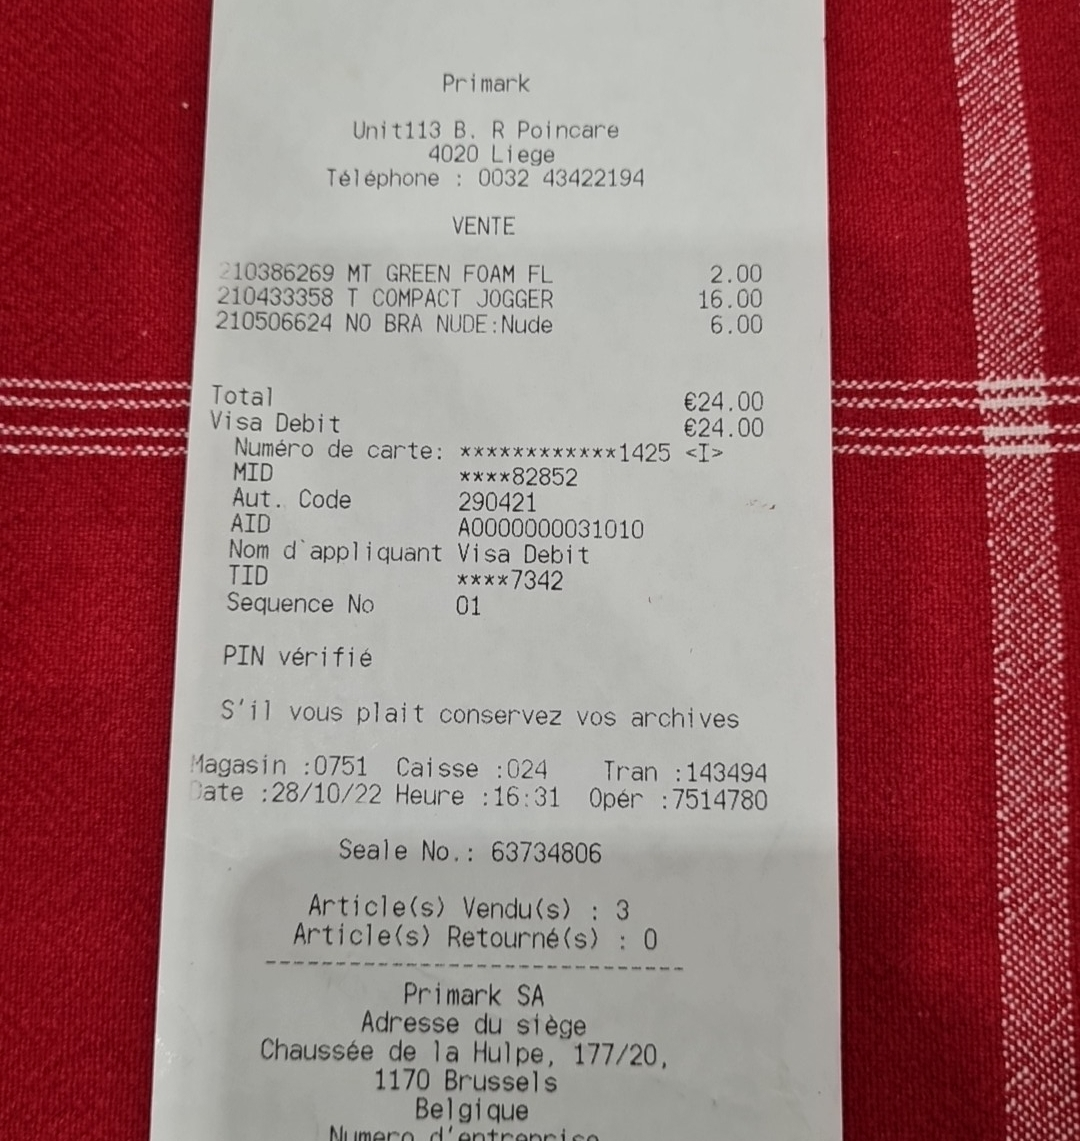 Primark
Unit113 B. R Poincare
4020 Liege
Téléphone : 0032 43422194
VENTE
210386269 MT GREEN FOAM FL 2.00
210433358 T COMPACT JOGGER 16.00
210506624 NO BRA NUDE:Nude 6.00
Total €24.00
Visa Debit €24.00
Numéro de carte: ************1425 <I>
MID ****82852
Aut. Code 290421
AID A0000000031010
Nom d`appliquant Visa Debit
TID ****7342
Sequence No 01
PIN vérifié
S'il vous plait conservez vos archives
Magasin :0751 Caisse :024 Tran :143494
Date :28/10/22 Heure :16:31 Opér :7514780
Seale No.: 63734806
Article(s) Vendu(s) : 3
Article(s) Retourné(s) : 0
--------------------------------
Primark SA
Adresse du siège
Chaussée de la Hulpe, 177/20,
1170 Brussels
Belgique
Numero d'entreprise